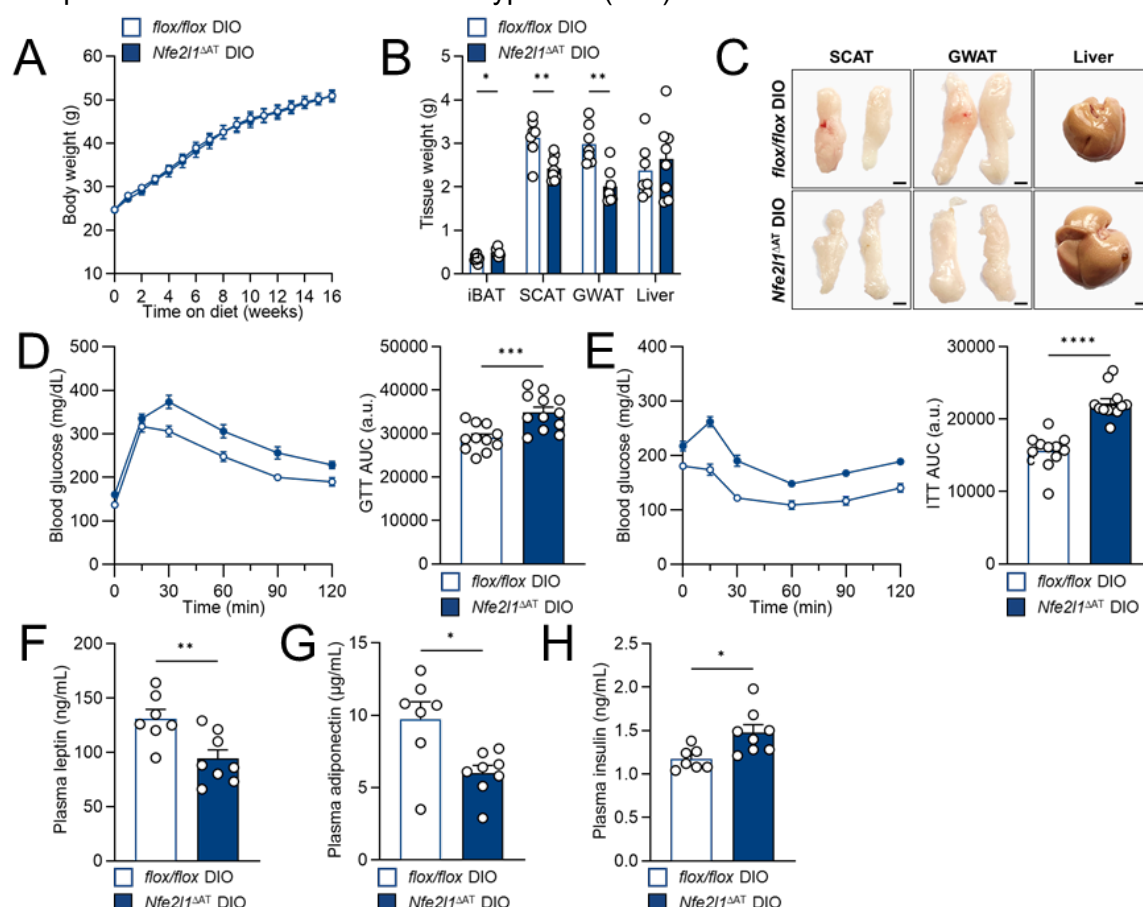 flox/flox DIO
Nfe2l1ΔAT DIO
A
Body weight (g)
60
50
40
30
20
10
0 2 4 6 8 10 12 14 16
Time on diet (weeks)
flox/flox DIO
Nfe2l1ΔAT DIO
B
Tissue weight (g)
5
4
3
2
1
0
* ** **
iBAT SCAT GWAT Liver
C
SCAT GWAT Liver
flox/flox DIO
Nfe2l1ΔAT DIO
D
Blood glucose (mg/dL)
500
400
300
200
100
0
0 30 60 90 120
Time (min)
GTT AUC (a.u.)
50000
40000
30000
20000
10000
0
***
flox/flox DIO
Nfe2l1ΔAT DIO
E
Blood glucose (mg/dL)
400
300
200
100
0
0 30 60 90 120
Time (min)
ITT AUC (a.u.)
30000
20000
10000
0
****
flox/flox DIO
Nfe2l1ΔAT DIO
F
Plasma leptin (ng/mL)
200
150
100
50
0
**
flox/flox DIO
Nfe2l1ΔAT DIO
G
Plasma adiponectin (µg/mL)
15
10
5
0
*
flox/flox DIO
Nfe2l1ΔAT DIO
H
Plasma insulin (ng/mL)
2.5
2.0
1.5
1.0
0.5
0.0
*
flox/flox DIO
Nfe2l1ΔAT DIO